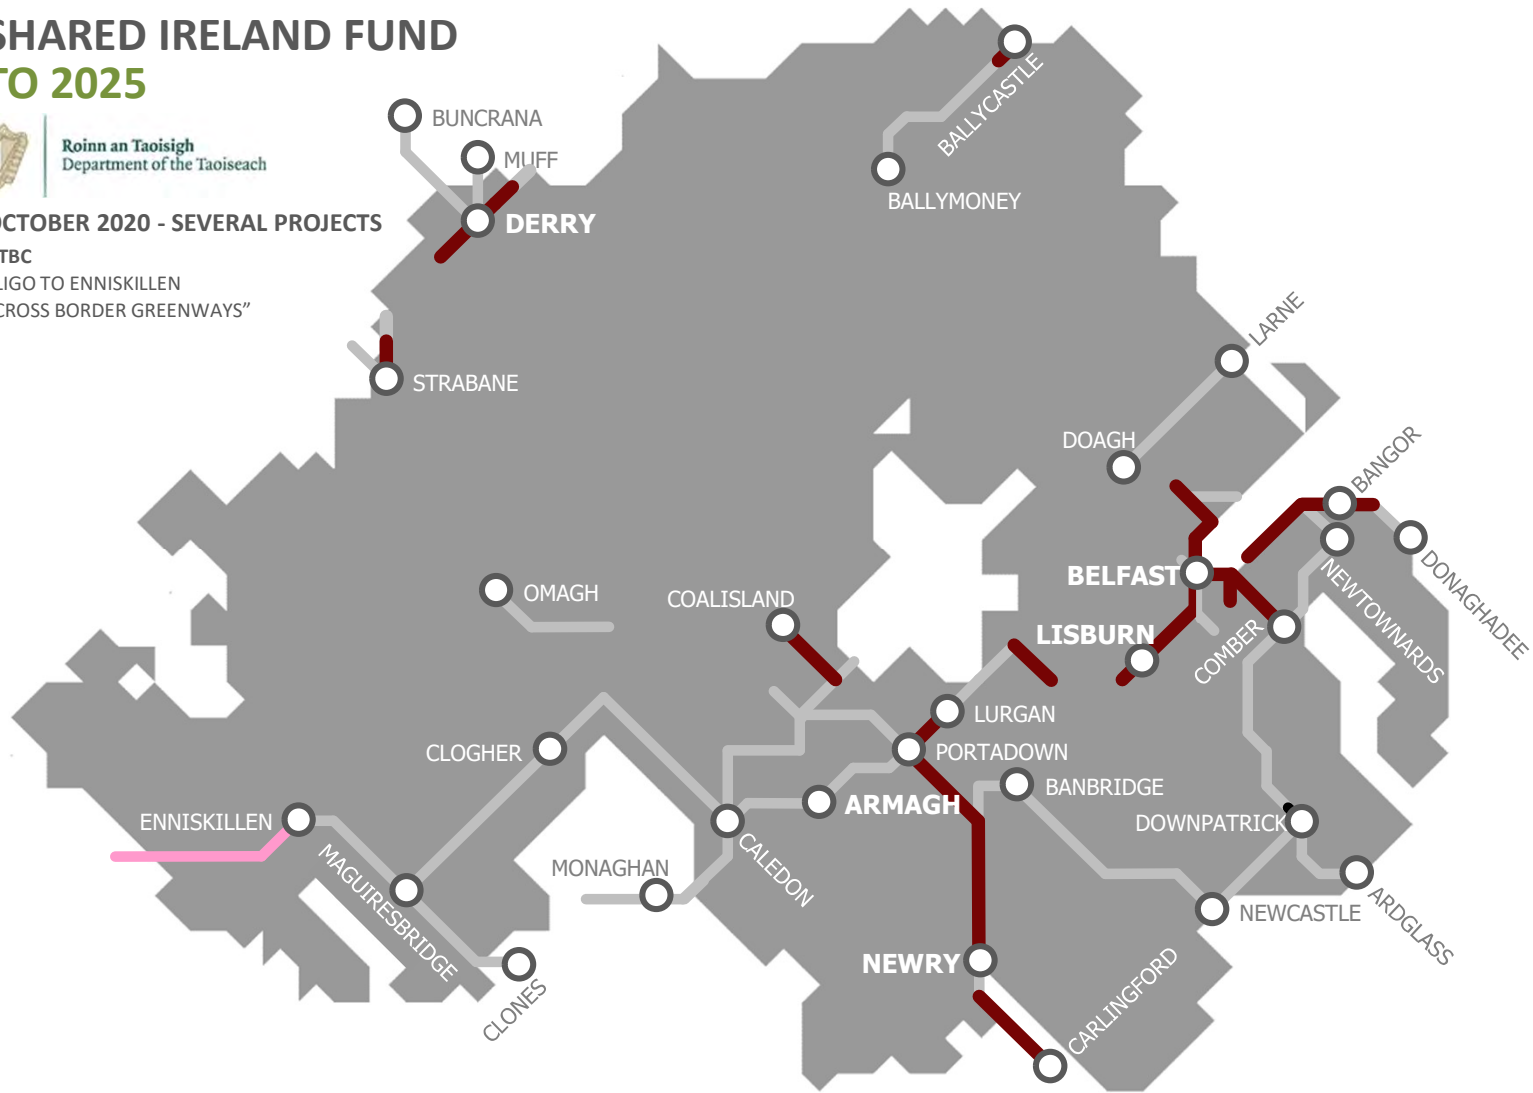 SHARED IRELAND FUND
TO 2025
Roinn an Taoisigh
Department of the Taoiseach
OCTOBER 2020 - SEVERAL PROJECTS
TBC
LIGO TO ENNISKILLEN
CROSS BORDER GREENWAYS”
BUNCRANA
MUFF
DERRY
STRABANE
BALLYCASTLE
BALLYMONEY
LARNE
DOAGH
BANGOR
DONAGHADEE
NEWTOWNARDS
BELFAST
LISBURN
COMBER
OMAGH
COALISLAND
LURGAN
PORTADOWN
BANBRIDGE
CLOGHER
ARMAGH
DOWNPATRICK
ENNISKILLEN
MAGUIRESBRIDGE
MONAGHAN
CALEDON
NEWCASTLE
ARDGLASS
CLONES
NEWRY
CARLINGFORD